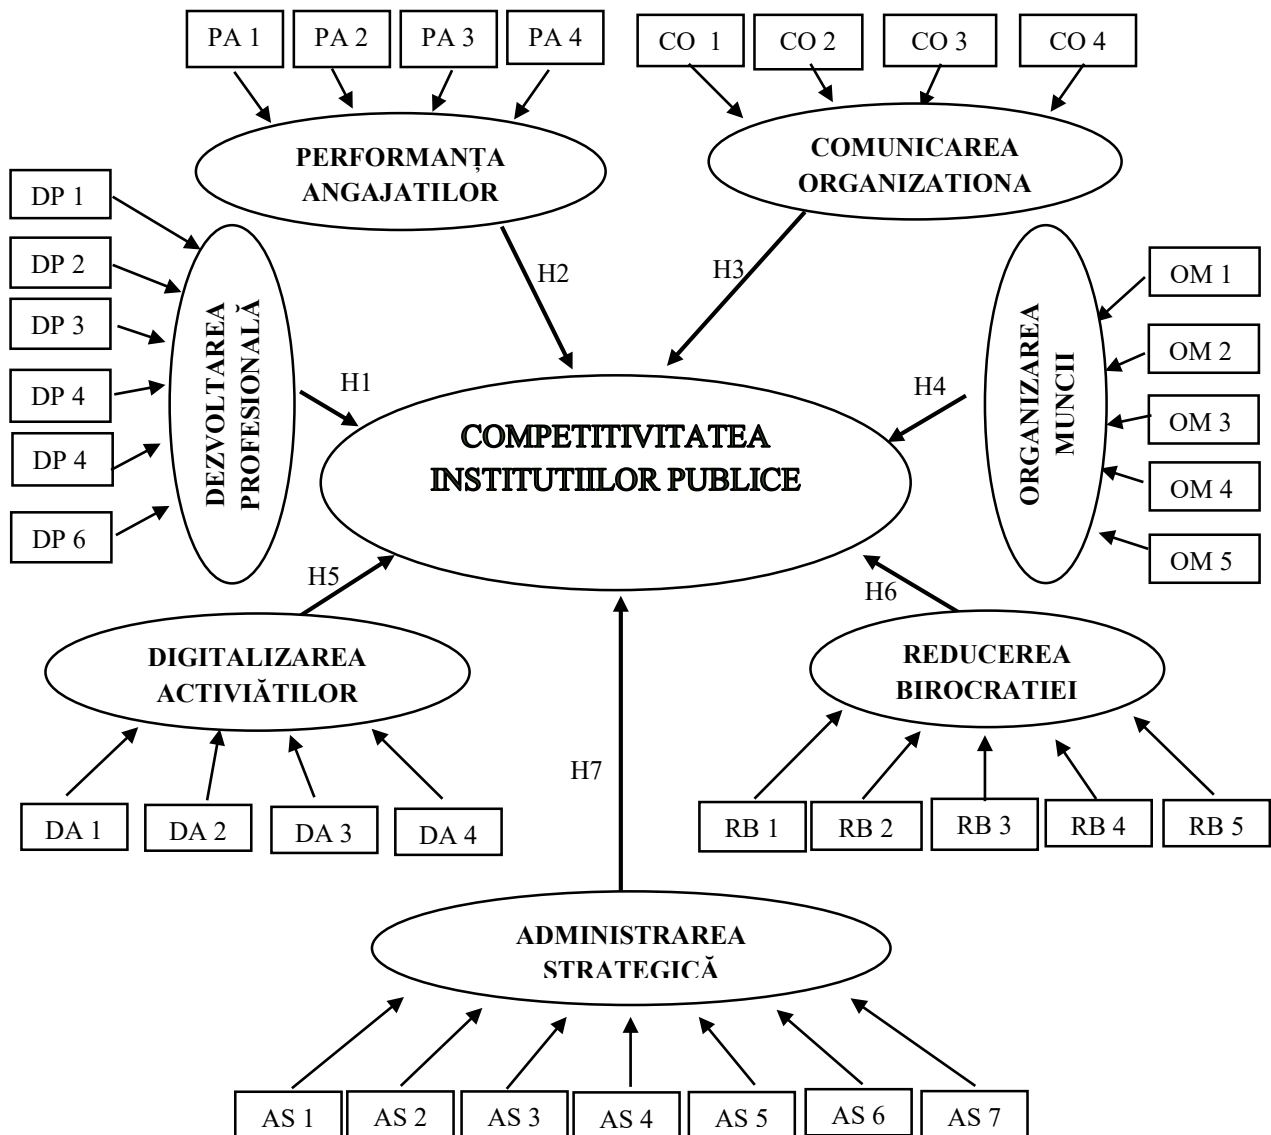 PA 1
PA 2
PA 3
PA 4
CO 1
CO 2
CO 3
CO 4
PERFORMANȚA
ANGAJATILOR
COMUNICAREA
ORGANIZATIONA
DP 1
DP 2
DP 3
DP 4
DP 4
DP 6
DEZVOLTAREA
PROFESIONALĂ
H1
H2
H3
H4
ORGANIZAREA
MUNCII
OM 1
OM 2
OM 3
OM 4
OM 5
COMPETITIVITATEA
INSTITUTIILOR PUBLICE
H5
H6
DIGITALIZAREA
ACTIVIĂTILOR
REDUCEREA
BIROCRATIEI
H7
DA 1
DA 2
DA 3
DA 4
RB 1
RB 2
RB 3
RB 4
RB 5
ADMINISTRAREA
STRATEGICĂ
AS 1
AS 2
AS 3
AS 4
AS 5
AS 6
AS 7